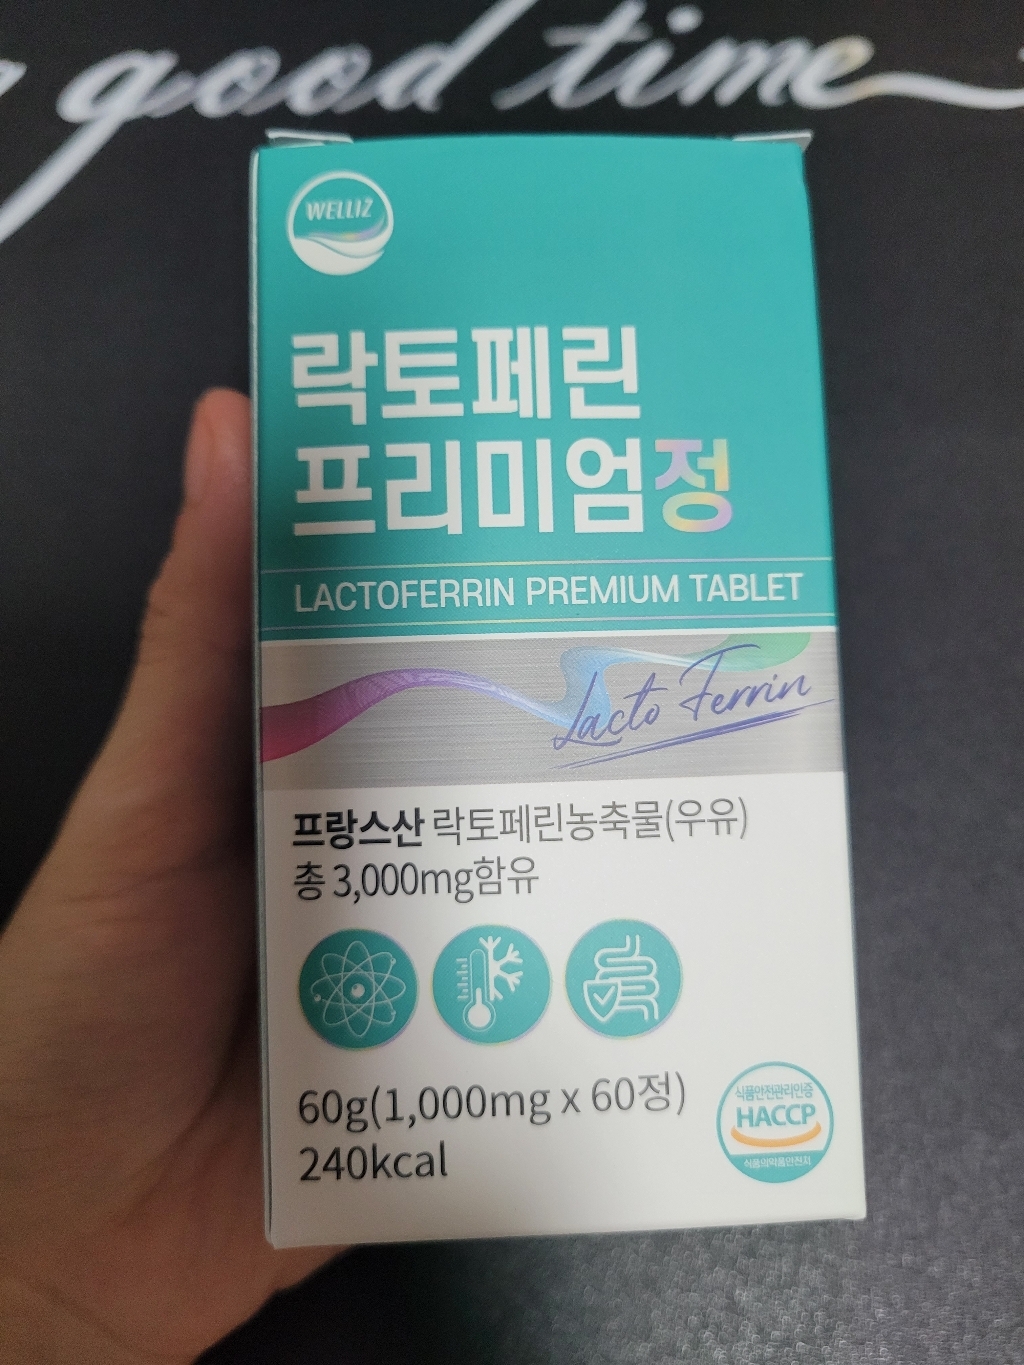 good time
WELLIZ
락토페린
프리미엄정
LACTOFERRIN PREMIUM TABLET
Lacto Ferrin
프랑스산 락토페린농축물(우유)
총 3,000mg함유
60g(1,000mg x 60정)
240kcal
식품안전관리인증
HACCP
식품의약품안전처